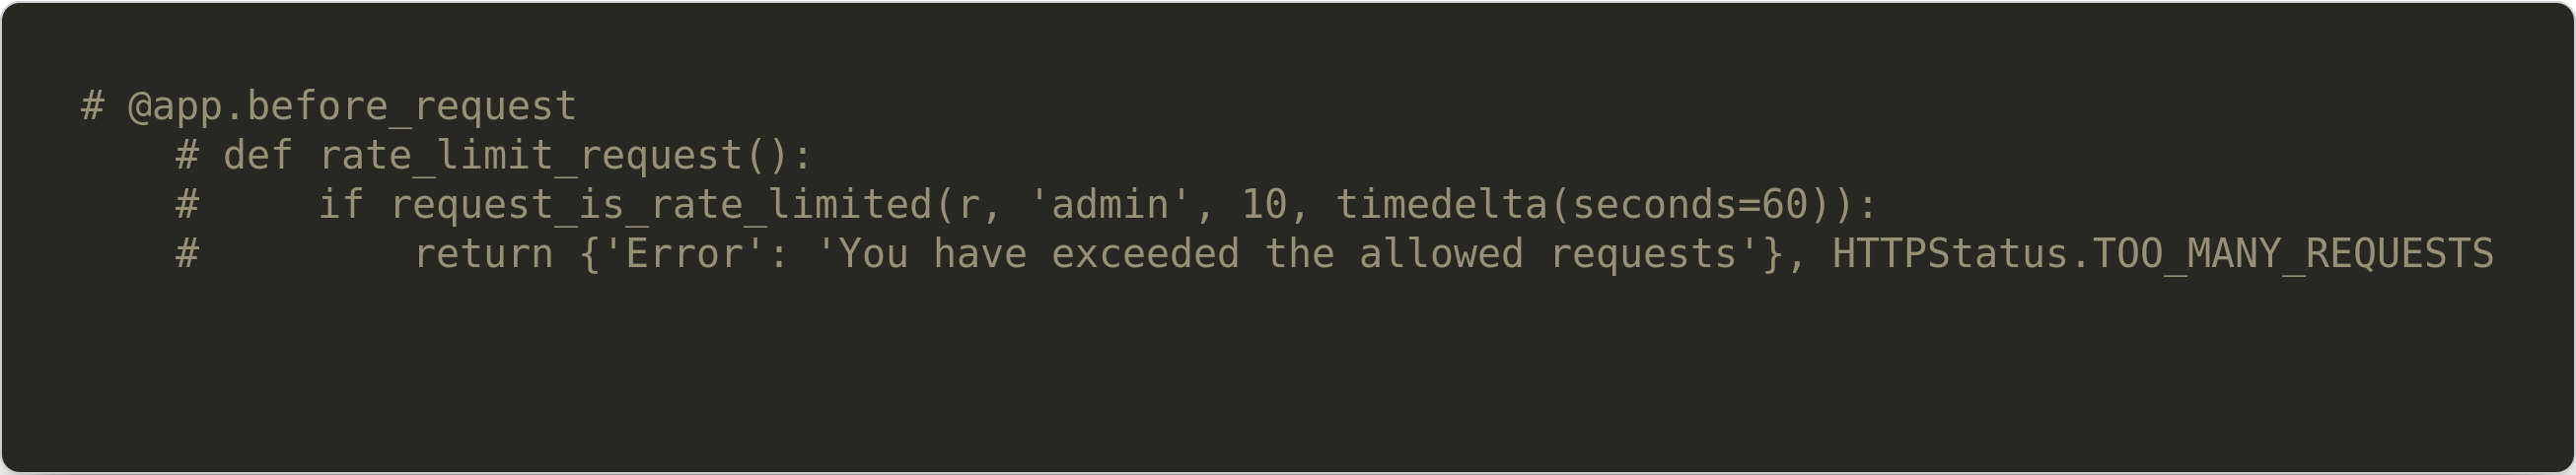 # @app.before_request
    # def rate_limit_request():
    #     if request_is_rate_limited(r, 'admin', 10, timedelta(seconds=60)):
    #         return {'Error': 'You have exceeded the allowed requests'}, HTTPStatus.TOO_MANY_REQUESTS